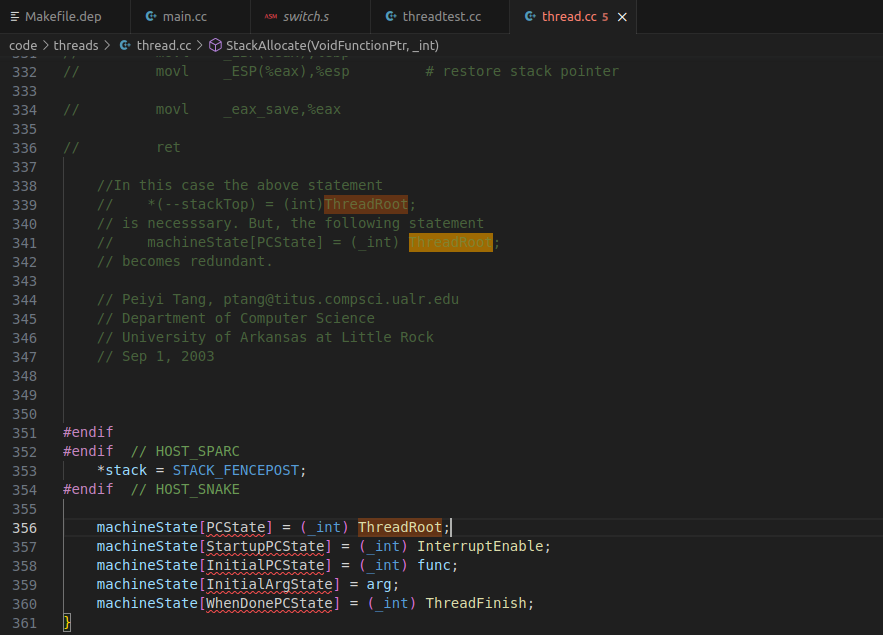 Makefile.dep main.cc ASM switch.s threadtest.cc thread.cc 5
code > threads > thread.cc > StackAllocate(VoidFunctionPtr, _int)
332 // movl _ESP(%eax),%esp # restore stack pointer
333
334 // movl _eax_save,%eax
335
336 // ret
337
338 //In this case the above statement
339 // *(--stackTop) = (int)ThreadRoot;
340 // is necesssary. But, the following statement
341 // machineState[PCState] = (_int) ThreadRoot;
342 // becomes redundant.
343
344 // Peiyi Tang, ptang@titus.compsci.ualr.edu
345 // Department of Computer Science
346 // University of Arkansas at Little Rock
347 // Sep 1, 2003
348
349
350
351 #endif
352 #endif // HOST_SPARC
353 *stack = STACK_FENCEPOST;
354 #endif // HOST_SNAKE
355
356 machineState[PCState] = (_int) ThreadRoot;
357 machineState[StartupPCState] = (_int) InterruptEnable;
358 machineState[InitialPCState] = (_int) func;
359 machineState[InitialArgState] = arg;
360 machineState[WhenDonePCState] = (_int) ThreadFinish;
361 }